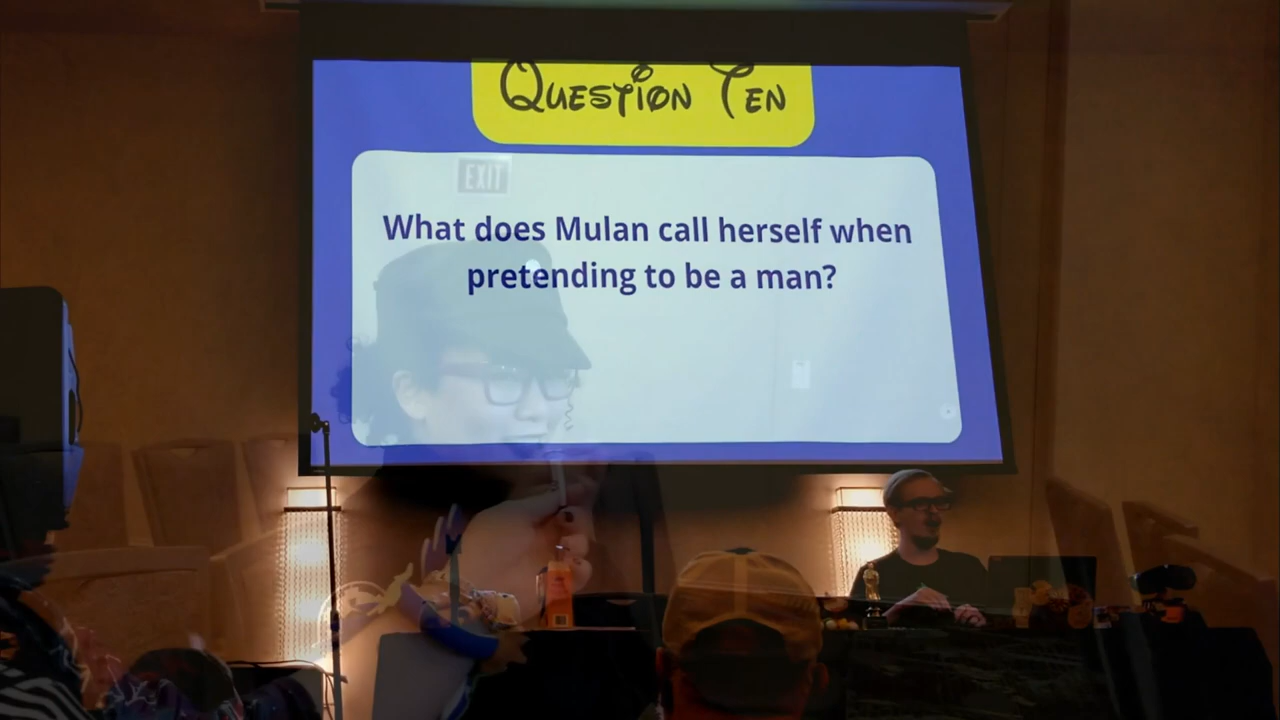 Question Ten
EXIT
What does Mulan call herself when
pretending to be a man?